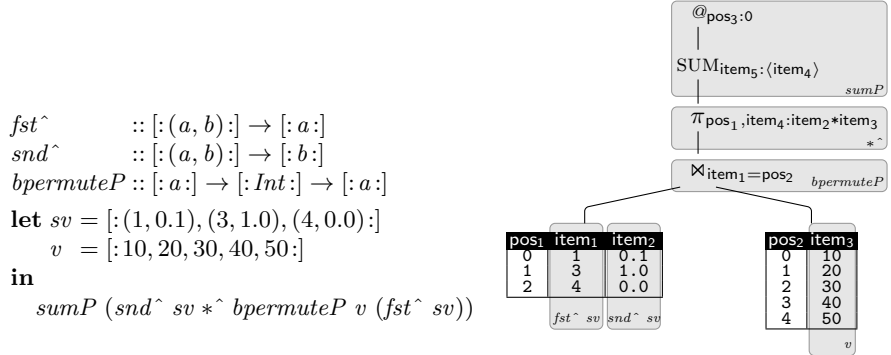 fst^ :: [:(a, b):] → [:a:]
snd^ :: [:(a, b):] → [:b:]
bpermuteP :: [:a:] → [:Int:] → [:a:]
let sv = [:(1, 0.1), (3, 1.0), (4, 0.0):]
v = [:10, 20, 30, 40, 50:]
in
sumP (snd^ sv *^ bpermuteP v (fst^ sv))
@pos₃:0
SUM item₅:⟨item₄⟩
sumP
π pos₁,item₄:item₂*item₃
*^
⋈ item₁=pos₂
bpermuteP
pos₁ item₁ item₂
0 1 0.1
1 3 1.0
2 4 0.0
fst^ sv snd^ sv
pos₂ item₃
0 10
1 20
2 30
3 40
4 50
v